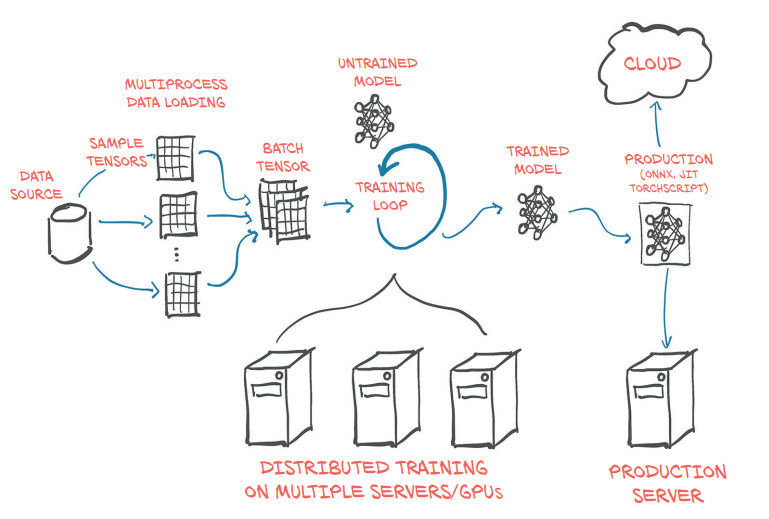 UNTRAINED
MODEL
CLOUD
MULTIPROCESS
DATA LOADING
SAMPLE
TENSORS
BATCH
TENSOR
TRAINED
MODEL
PRODUCTION
(ONNX, JIT
TORCHSCRIPT)
DATA
SOURCE
TRAINING
LOOP
DISTRIBUTED TRAINING
ON MULTIPLE SERVERS/GPUs
PRODUCTION
SERVER